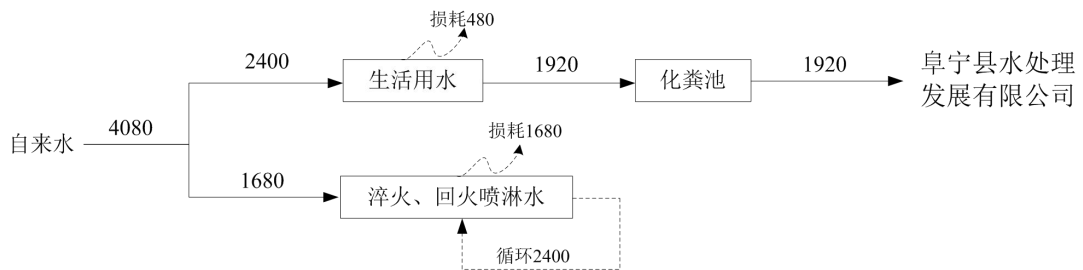 损耗480
2400
生活用水
1920
化粪池
1920
阜宁县水处理
发展有限公司
自来水
4080
损耗1680
1680
淬火、回火喷淋水
循环2400